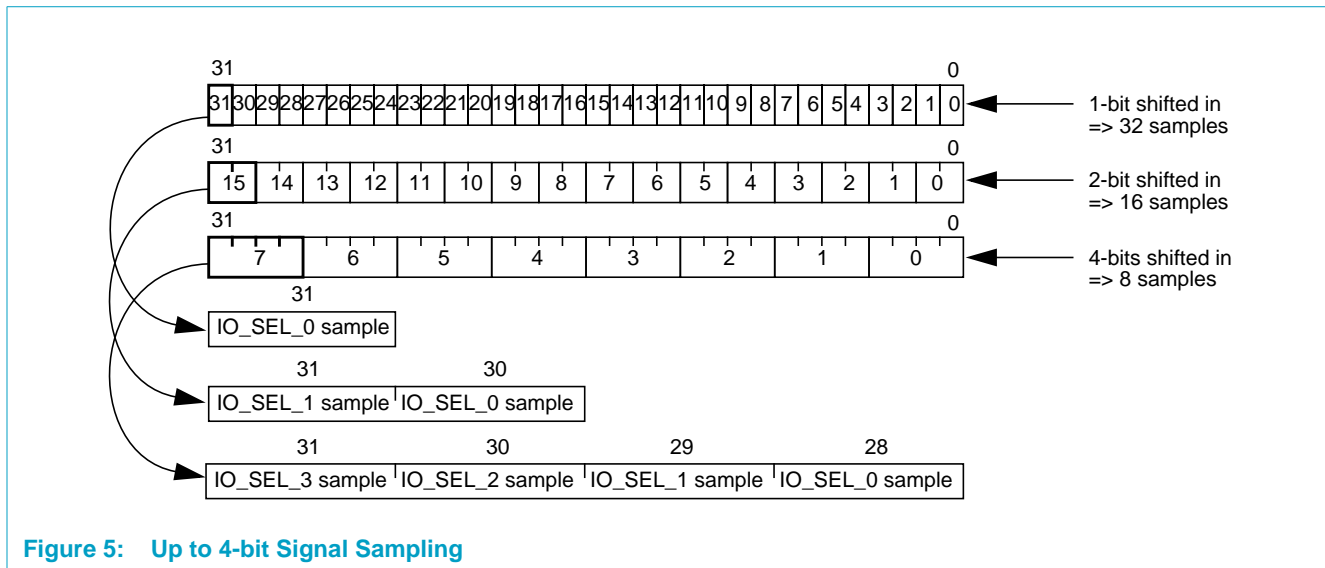 31 0
31 30 29 28 27 26 25 24 23 22 21 20 19 18 17 16 15 14 13 12 11 10 9 8 7 6 5 4 3 2 1 0
1-bit shifted in
=> 32 samples
31 0
15 14 13 12 11 10 9 8 7 6 5 4 3 2 1 0
2-bit shifted in
=> 16 samples
31 0
7 6 5 4 3 2 1 0
4-bits shifted in
=> 8 samples
31
IO_SEL_0 sample
31 30
IO_SEL_1 sample IO_SEL_0 sample
31 30 29 28
IO_SEL_3 sample IO_SEL_2 sample IO_SEL_1 sample IO_SEL_0 sample
Figure 5: Up to 4-bit Signal Sampling